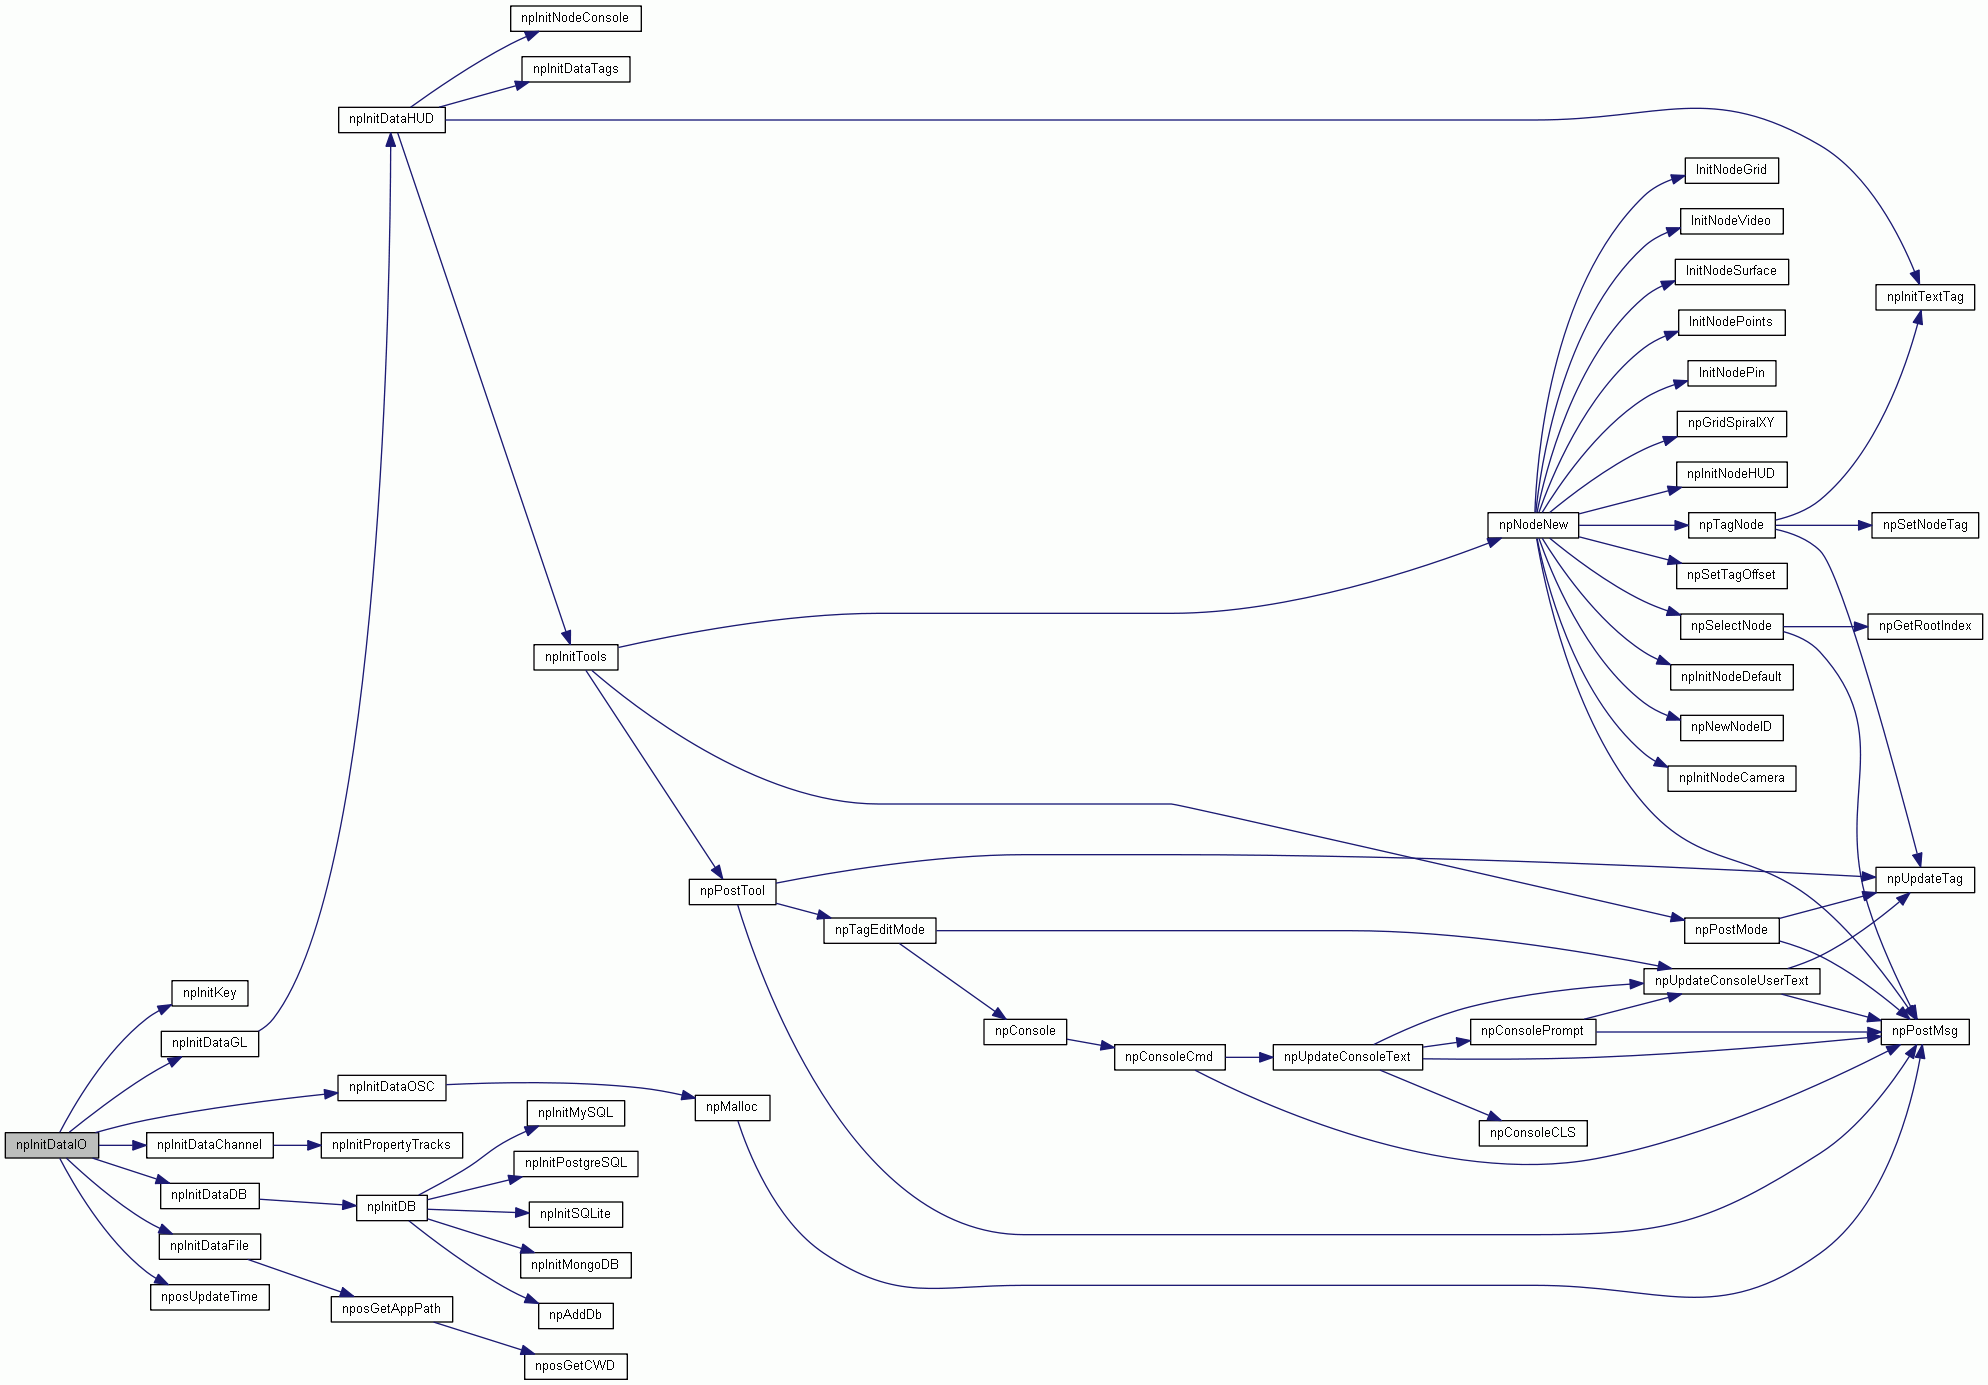 npInitNodeConsole
npInitDataTags
npInitDataHUD
InitNodeGrid
InitNodeVideo
InitNodeSurface
npInitTextTag
InitNodePoints
InitNodePin
npGridSpiralXY
npInitNodeHUD
npNodeNew
npTagNode
npSetNodeTag
npSetTagOffset
npSelectNode
npGetRootIndex
npInitTools
npInitNodeDefault
npNewNodeID
npInitNodeCamera
npUpdateTag
npPostTool
npTagEditMode
npPostMode
npUpdateConsoleUserText
npInitKey
npConsole
npConsolePrompt
npPostMsg
npInitDataGL
npConsoleCmd
npUpdateConsoleText
npInitDataOSC
npMalloc
npInitMySQL
npConsoleCLS
npInitDataIO
npInitDataChannel
npInitPropertyTracks
npInitPostgreSQL
npInitDataDB
npInitDB
npInitSQLite
npInitDataFile
npInitMongoDB
nposUpdateTime
nposGetAppPath
npAddDb
nposGetCWD